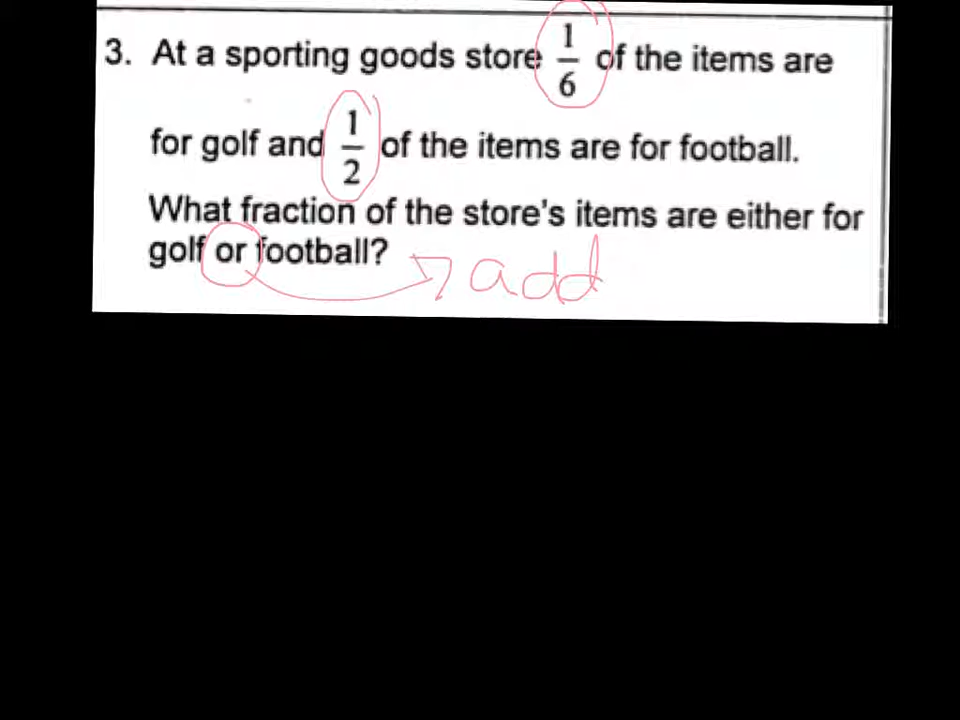 3. At a sporting goods store 1/6 of the items are
for golf and 1/2 of the items are for football.
What fraction of the store's items are either for
golf or football? add